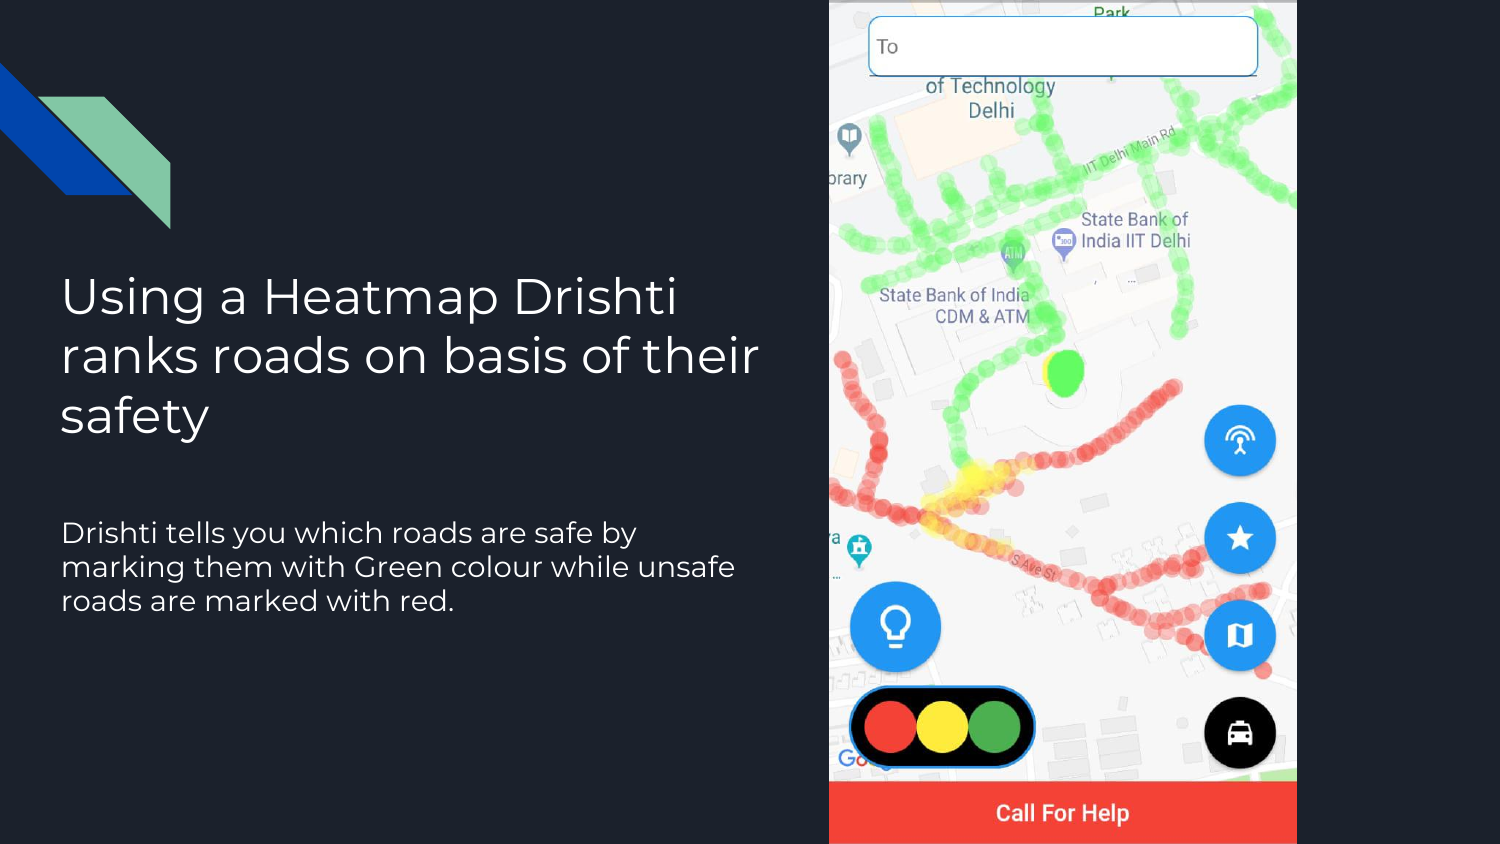 Using a Heatmap Drishti
ranks roads on basis of their
safety
Drishti tells you which roads are safe by
marking them with Green colour while unsafe
roads are marked with red.
Park
To
of Technology
Delhi
IIT Delhi Main Rd
brary
State Bank of
India IIT Delhi
ATM
State Bank of India
CDM & ATM
ya
...
S Ave St
Go
Call For Help